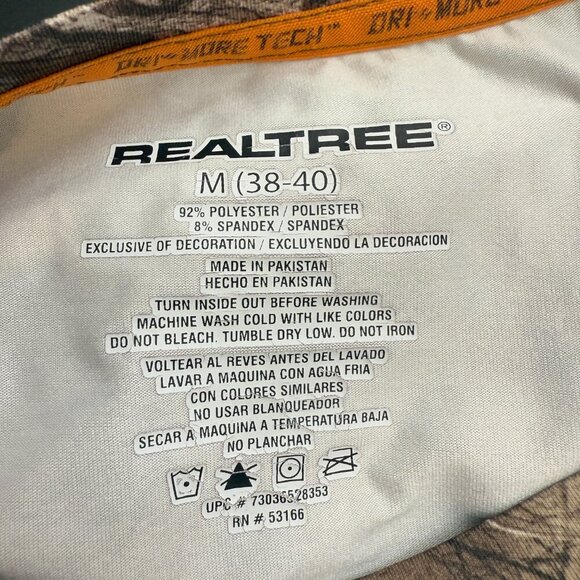 DRI~MORE TECH™ DRI~MORE
REALTREE®
M (38-40)
92% POLYESTER / POLIESTER
8% SPANDEX / SPANDEX
EXCLUSIVE OF DECORATION / EXCLUYENDO LA DECORACION
MADE IN PAKISTAN
HECHO EN PAKISTAN
TURN INSIDE OUT BEFORE WASHING
MACHINE WASH COLD WITH LIKE COLORS
DO NOT BLEACH. TUMBLE DRY LOW. DO NOT IRON
VOLTEAR AL REVES ANTES DEL LAVADO
LAVAR A MAQUINA CON AGUA FRIA
CON COLORES SIMILARES
NO USAR BLANQUEADOR
SECAR A MAQUINA A TEMPERATURA BAJA
NO PLANCHAR
UPC #
RN # 53166